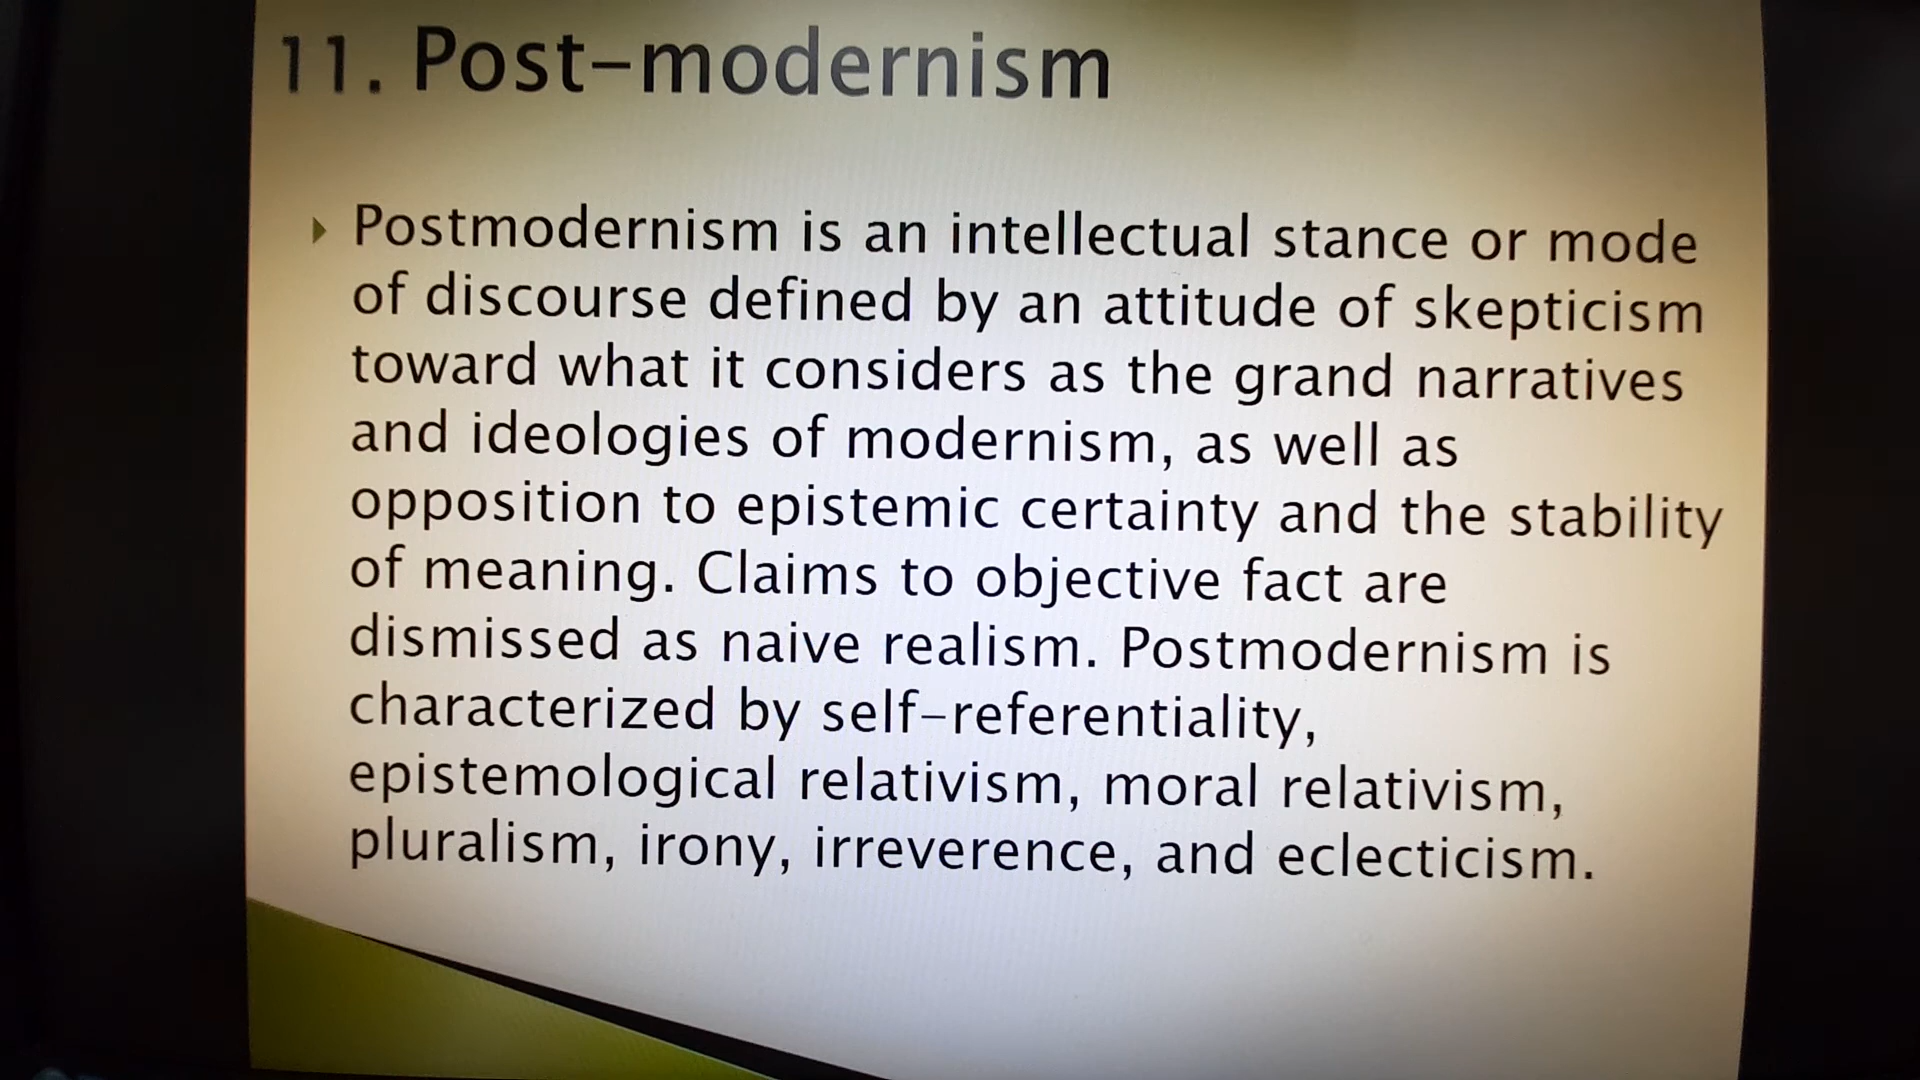 11. Post-modernism
Postmodernism is an intellectual stance or mode
of discourse defined by an attitude of skepticism
toward what it considers as the grand narratives
and ideologies of modernism, as well as
opposition to epistemic certainty and the stability
of meaning. Claims to objective fact are
dismissed as naive realism. Postmodernism is
characterized by self-referentiality,
epistemological relativism, moral relativism,
pluralism, irony, irreverence, and eclecticism.